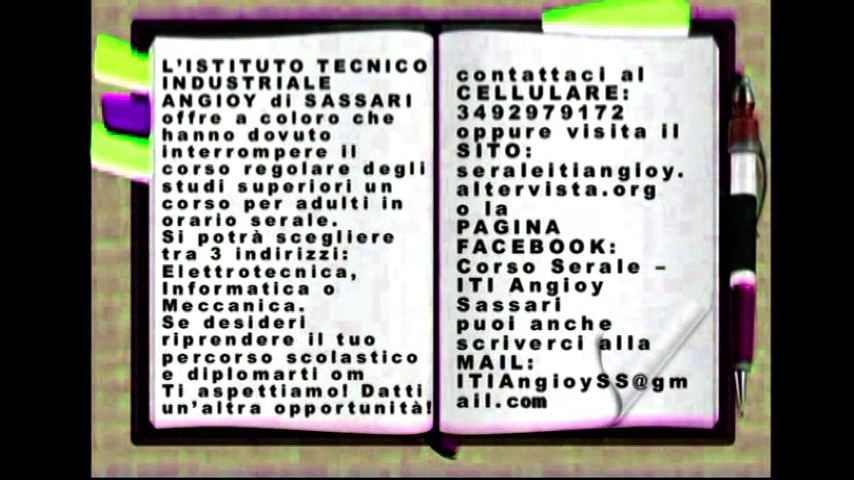 L'ISTITUTO TECNICO
INDUSTRIALE
ANGIOY di SASSARI
offre a coloro che
hanno dovuto
interrompere il
corso regolare degli
studi superiori un
corso per adulti in
orario serale.
Si potrà scegliere
tra 3 indirizzi:
Elettrotecnica,
Informatica o
Meccanica.
Se desideri
riprendere il tuo
percorso scolastico
e diplomarti om
Ti aspettiamo! Datti
un'altra opportunità!
contattaci al
CELLULARE:
3492979172
oppure visita il
SITO:
seraleitiangioy.
altervista.org
o la
PAGINA
FACEBOOK:
Corso Serale –
ITI Angioy
Sassari
puoi anche
scriverci alla
MAIL:
ITIAngioySS@gm
ail.com